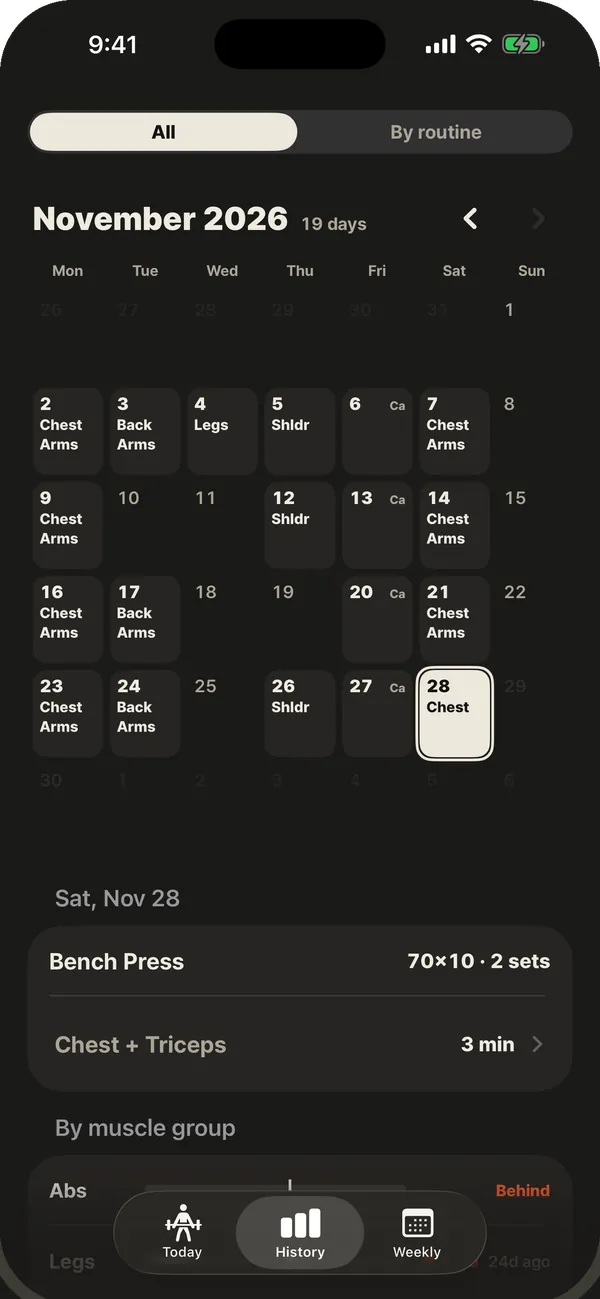 9:41
All By routine
November 2026 19 days
Mon Tue Wed Thu Fri Sat Sun
26 27 28 29 30 31 1
2 3 4 5 6 Ca 7 8
Chest Back Legs Shldr Chest
Arms Arms Arms
9 10 11 12 13 Ca 14 15
Chest Shldr Chest
Arms Arms
16 17 18 19 20 Ca 21 22
Chest Back Chest
Arms Arms Arms
23 24 25 26 27 Ca 28 29
Chest Back Shldr Chest
Arms Arms
30 1 2 3 4 5 6
Sat, Nov 28
Bench Press 70×10 · 2 sets
Chest + Triceps 3 min
By muscle group
Abs Behind
Legs 24d ago
Today History Weekly